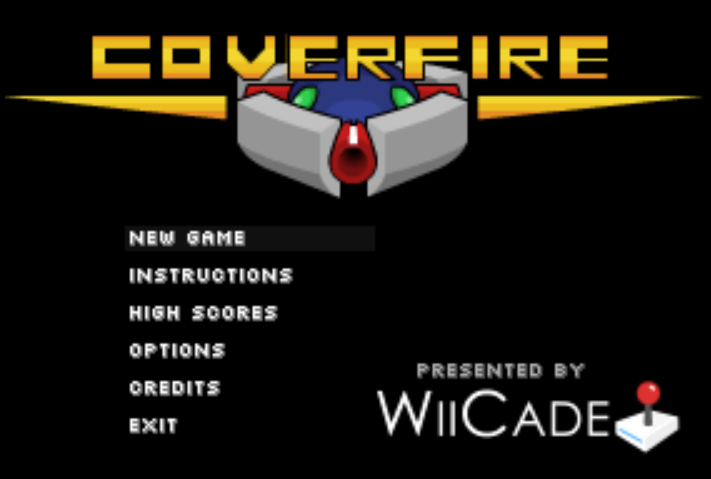 COVERFIRE
NEW GAME
INSTRUCTIONS
HIGH SCORES
OPTIONS
CREDITS
EXIT
PRESENTED BY
WIICADE